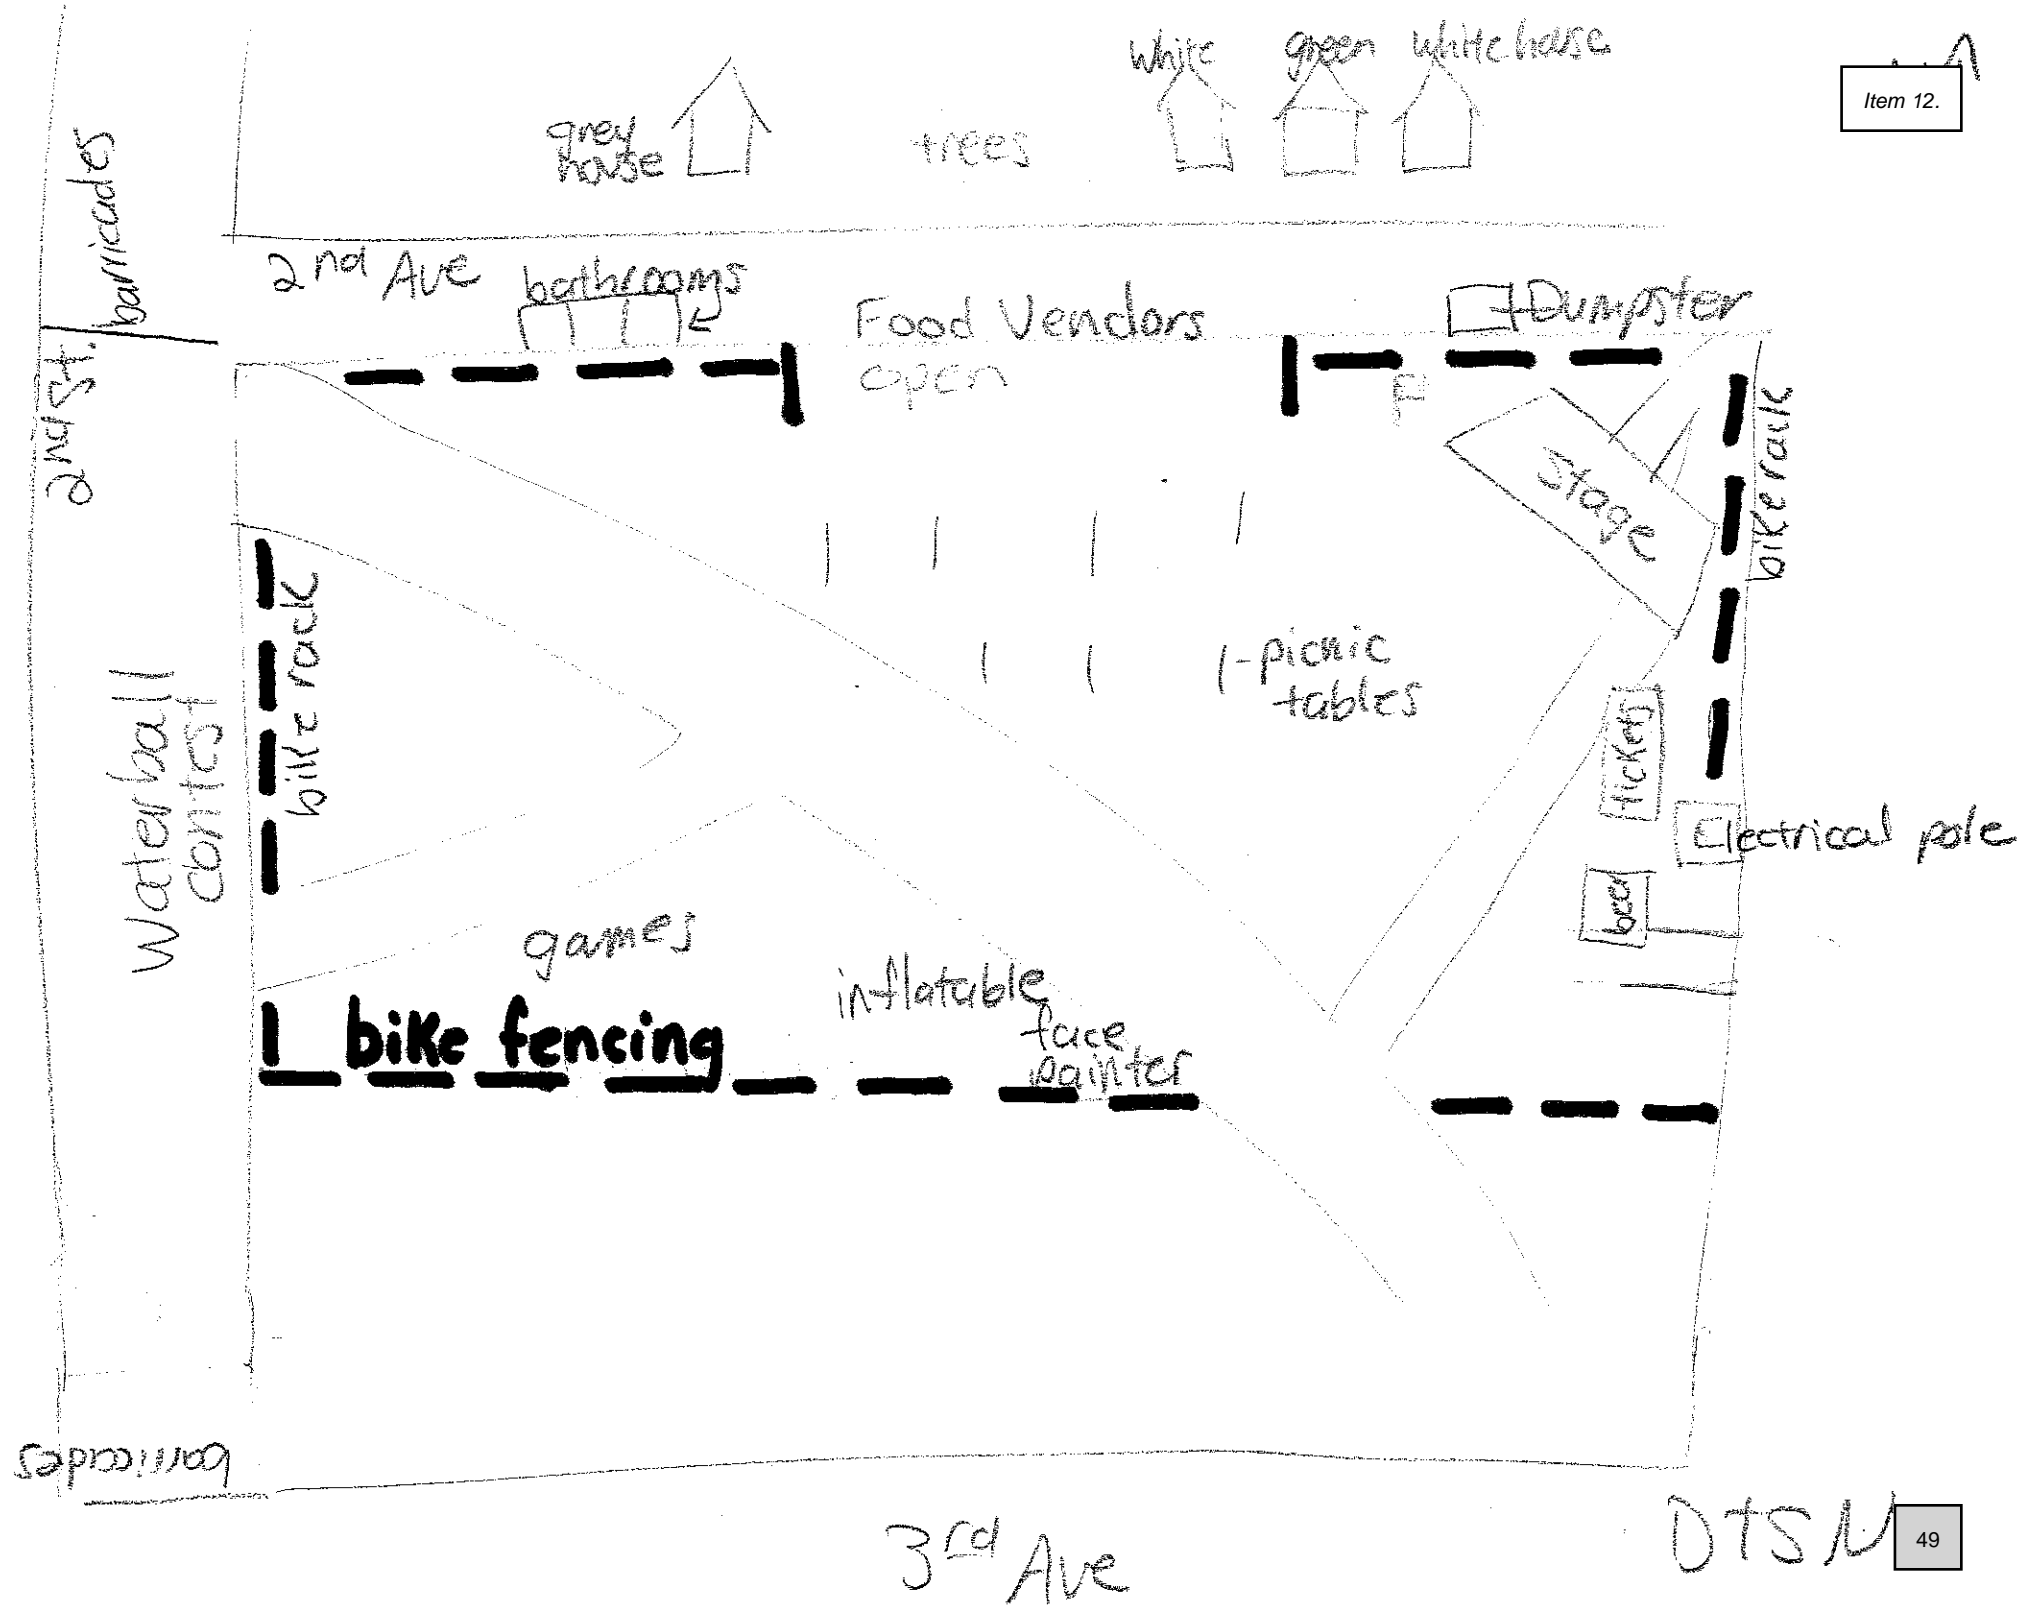 White green white house
Item 12.
grey
house
trees
barricades
2nd Ave
bathrooms
Food Vendors
open
Dumpster
2nd St.
bike rack
Stage
bike rack
picnic
tables
tickets
Waterball
contest
Electrical pole
beer
games
inflatable
face
painter
bike fencing
barricades
3rd Ave
49